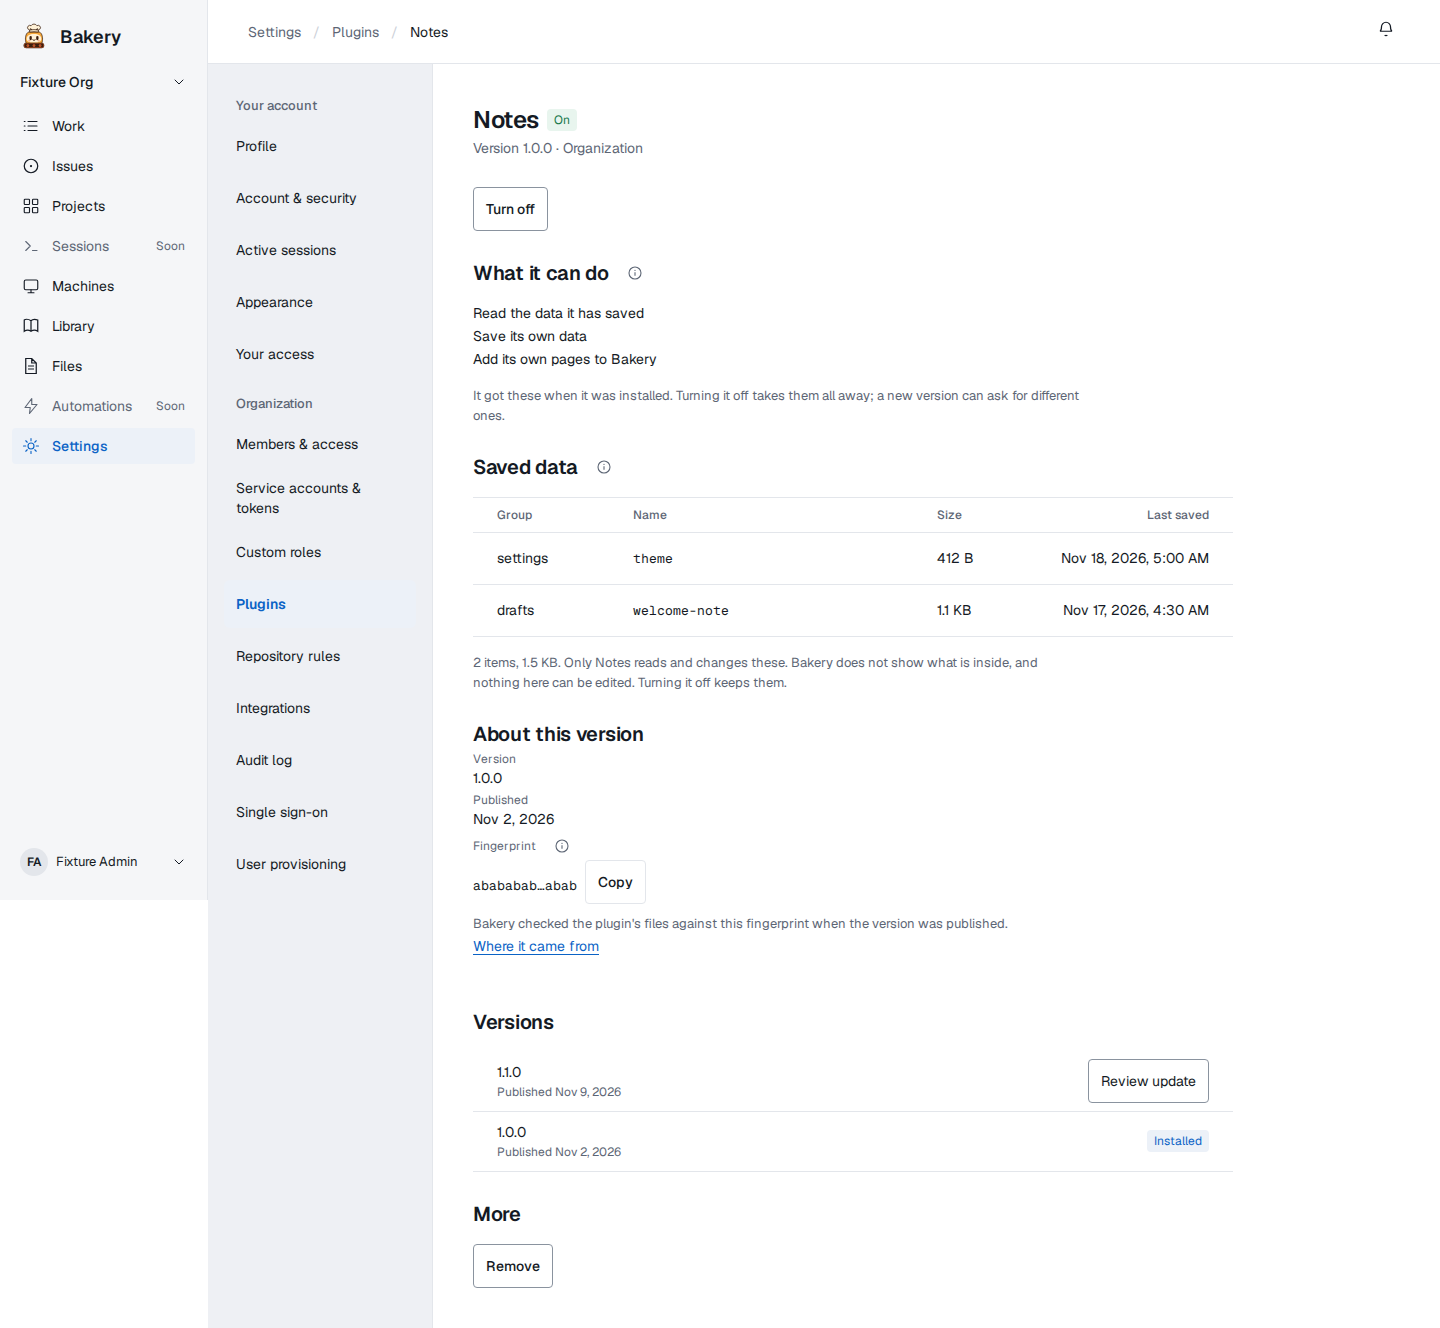 Bakery
Fixture Org
Work
Issues
Projects
Sessions Soon
Machines
Library
Files
Automations Soon
Settings
FA Fixture Admin
Settings / Plugins / Notes
Your account
Profile
Account & security
Active sessions
Appearance
Your access
Organization
Members & access
Service accounts &
tokens
Custom roles
Plugins
Repository rules
Integrations
Audit log
Single sign-on
User provisioning
Notes On
Version 1.0.0 · Organization
Turn off
What it can do
Read the data it has saved
Save its own data
Add its own pages to Bakery
It got these when it was installed. Turning it off takes them all away; a new version can ask for different
ones.
Saved data
Group Name Size Last saved
settings theme 412 B Nov 18, 2026, 5:00 AM
drafts welcome-note 1.1 KB Nov 17, 2026, 4:30 AM
2 items, 1.5 KB. Only Notes reads and changes these. Bakery does not show what is inside, and
nothing here can be edited. Turning it off keeps them.
About this version
Version
1.0.0
Published
Nov 2, 2026
Fingerprint
abababab…abab Copy
Bakery checked the plugin's files against this fingerprint when the version was published.
Where it came from
Versions
1.1.0
Published Nov 9, 2026
Review update
1.0.0
Published Nov 2, 2026
Installed
More
Remove